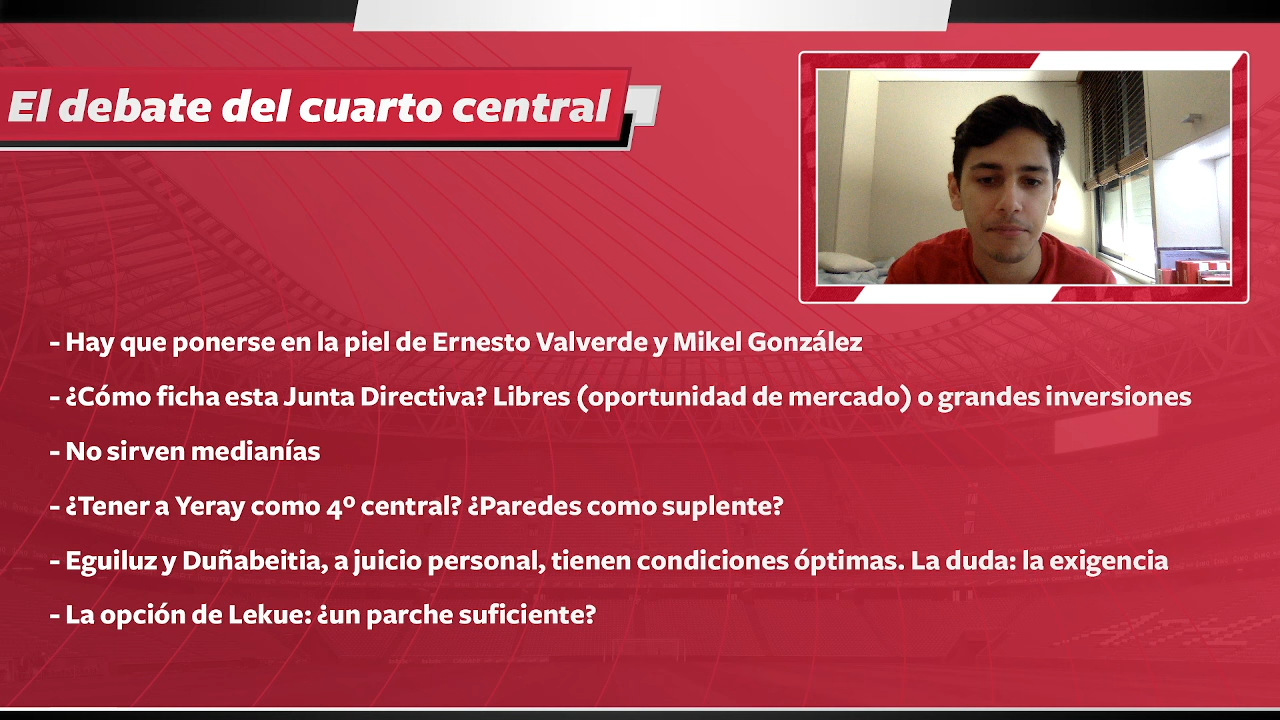 El debate del cuarto central
- Hay que ponerse en la piel de Ernesto Valverde y Mikel González
- ¿Cómo ficha esta Junta Directiva? Libres (oportunidad de mercado) o grandes inversiones
- No sirven medianías
- ¿Tener a Yeray como 4º central? ¿Paredes como suplente?
- Eguiluz y Duñabeitia, a juicio personal, tienen condiciones óptimas. La duda: la exigencia
- La opción de Lekue: ¿un parche suficiente?